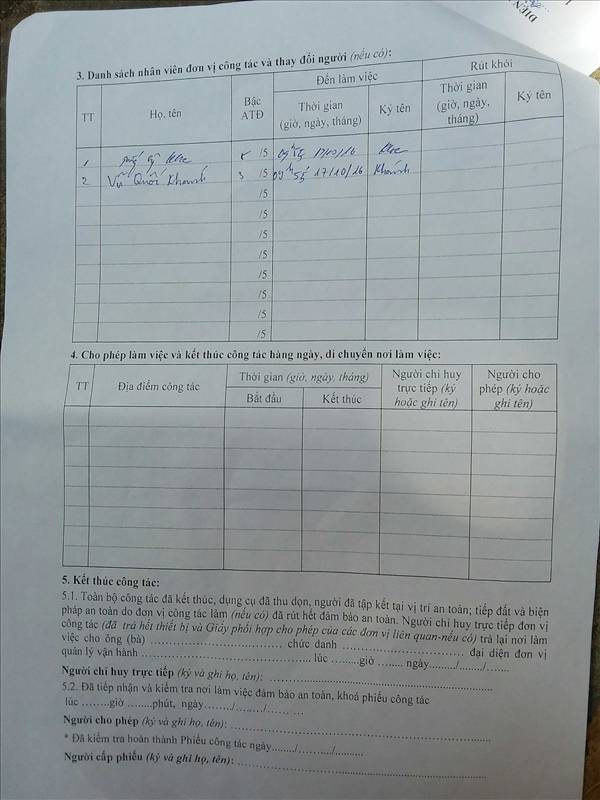 3. Danh sách nhân viên đơn vị công tác và thay đổi người (nếu có):
TT Họ, tên Bậc ATĐ Đến làm việc Rút khỏi
Thời gian (giờ, ngày, tháng) Ký tên Thời gian (giờ, ngày, tháng) Ký tên
1 /5 17/10/16
2 Vũ Quốc Khánh 3 /5 09h55 17/10/16 Khánh
/5
/5
/5
/5
/5
/5
/5
/5
4. Cho phép làm việc và kết thúc công tác hàng ngày, di chuyển nơi làm việc:
TT Địa điểm công tác Thời gian (giờ, ngày, tháng) Người chỉ huy trực tiếp (ký hoặc ghi tên) Người cho phép (ký hoặc ghi tên)
Bắt đầu Kết thúc
5. Kết thúc công tác:
5.1. Toàn bộ công tác đã kết thúc, dụng cụ đã thu dọn, người đã tập kết tại vị trí an toàn; tiếp đất và biện
pháp an toàn do đơn vị công tác làm (nếu có) đã rút hết đảm bảo an toàn. Người chỉ huy trực tiếp đơn vị
công tác (đã trả hết thiết bị và Giấy phối hợp cho phép của các đơn vị liên quan-nếu có) trả lại nơi làm
việc cho ông (bà) .......... chức danh .......... đại diện đơn vị
quản lý vận hành .......... lúc ........giờ ........ ngày......../......../........
Người chỉ huy trực tiếp (ký và ghi họ, tên): ..........
5.2. Đã tiếp nhận và kiểm tra nơi làm việc đảm bảo an toàn, khoá phiếu công tác
lúc ........giờ ........phút, ngày......../......../........
Người cho phép (ký và ghi họ, tên): ..........
* Đã kiểm tra hoàn thành Phiếu công tác ngày......../......../........
Người cấp phiếu (ký và ghi họ, tên): ..........